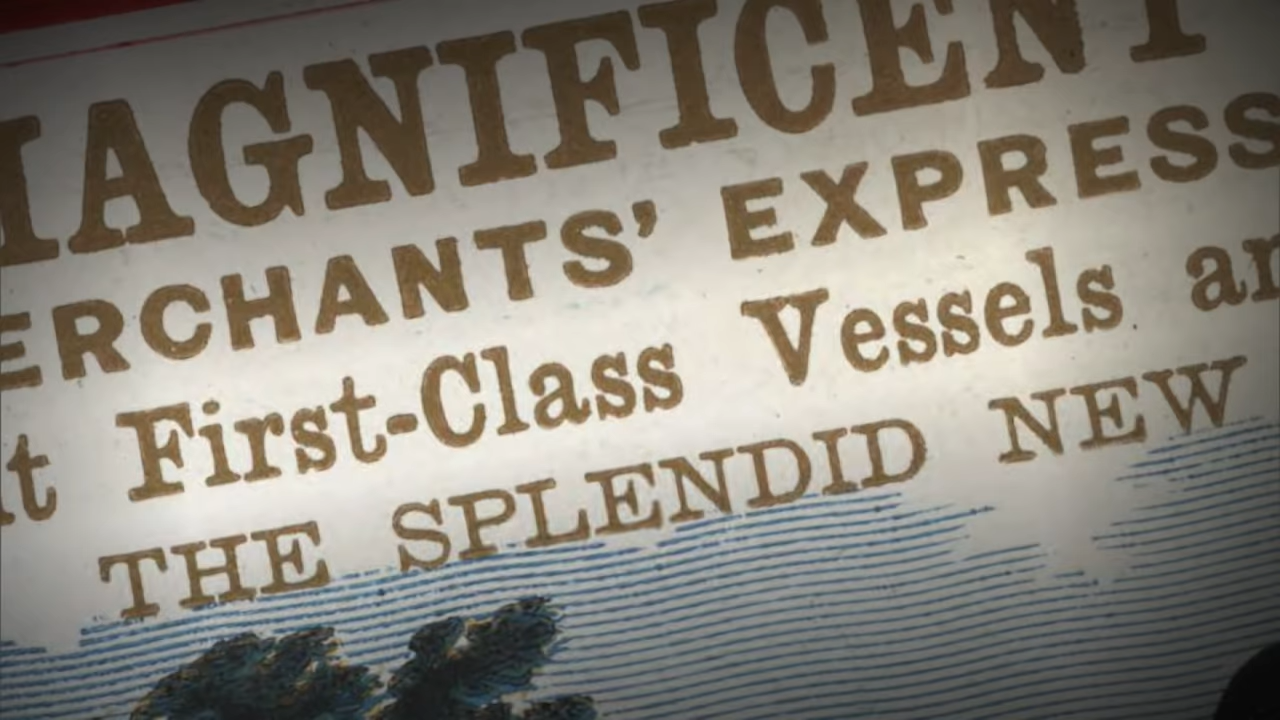 MAGNIFICENT
ERCHANTS' EXPRESS
t First-Class Vessels an
THE SPLENDID NEW